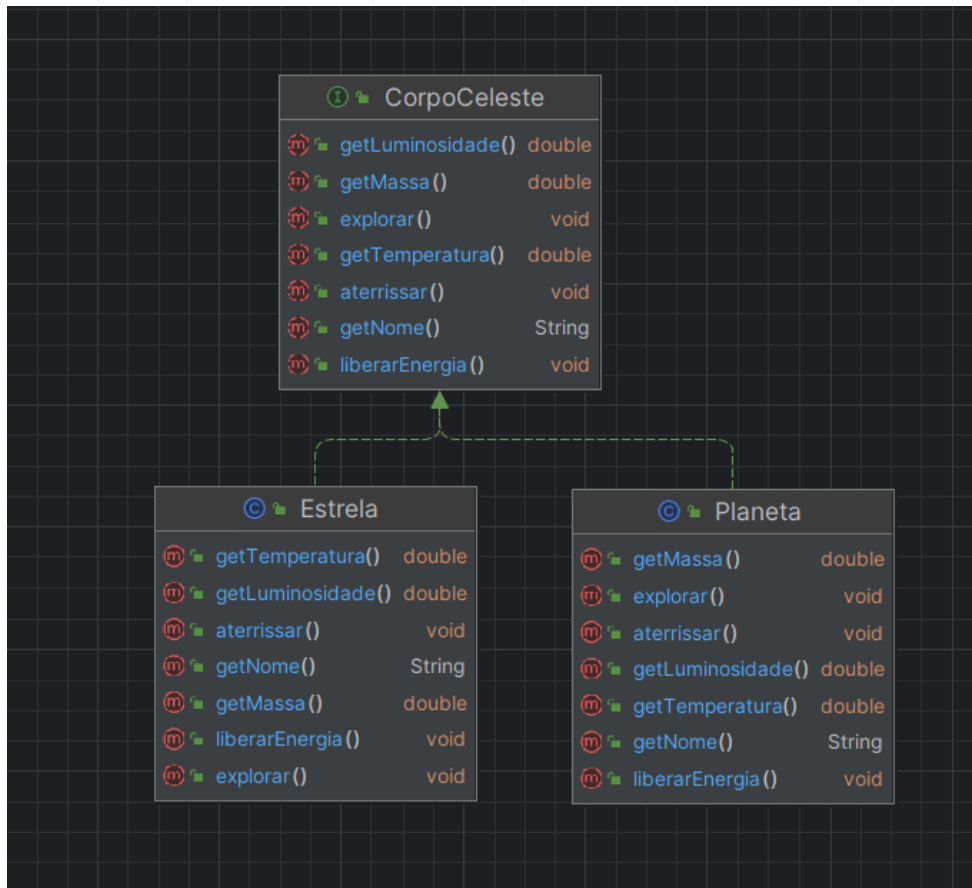 CorpoCeleste
getLuminosidade() double
getMassa() double
explorar() void
getTemperatura() double
aterrissar() void
getNome() String
liberarEnergia() void
Estrela
getTemperatura() double
getLuminosidade() double
aterrissar() void
getNome() String
getMassa() double
liberarEnergia() void
explorar() void
Planeta
getMassa() double
explorar() void
aterrissar() void
getLuminosidade() double
getTemperatura() double
getNome() String
liberarEnergia() void